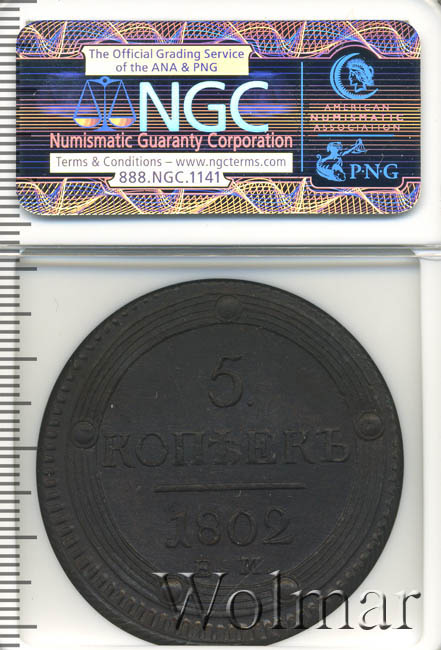 The Official Grading Service
of the ANA & PNG
NGC
Numismatic Guaranty Corporation
Terms & Conditions – www.ngcterms.com
888.NGC.1141
AMERICAN
NUMISMATIC
ASSOCIATION
PNG
5.
КОПѢЕКЪ
1802
Е М
Wolmar